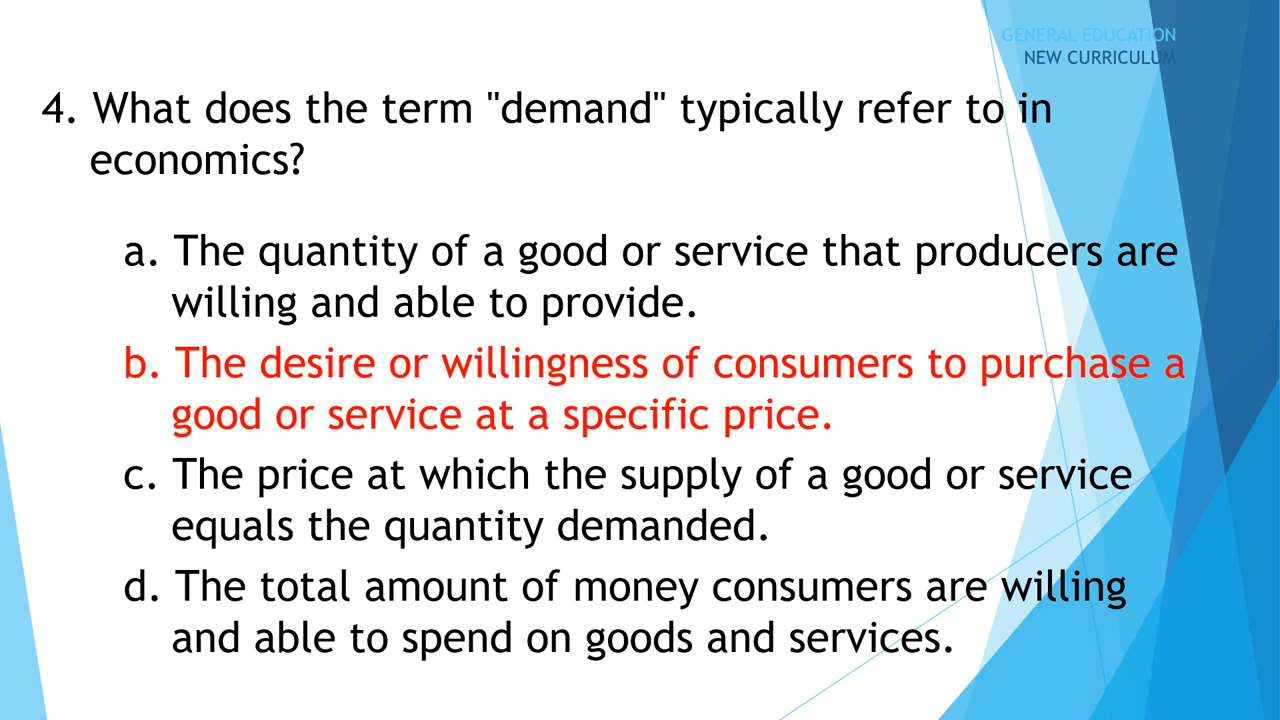 GENERAL EDUCATION
NEW CURRICULUM
4. What does the term "demand" typically refer to in
economics?
a. The quantity of a good or service that producers are
willing and able to provide.
b. The desire or willingness of consumers to purchase a
good or service at a specific price.
c. The price at which the supply of a good or service
equals the quantity demanded.
d. The total amount of money consumers are willing
and able to spend on goods and services.